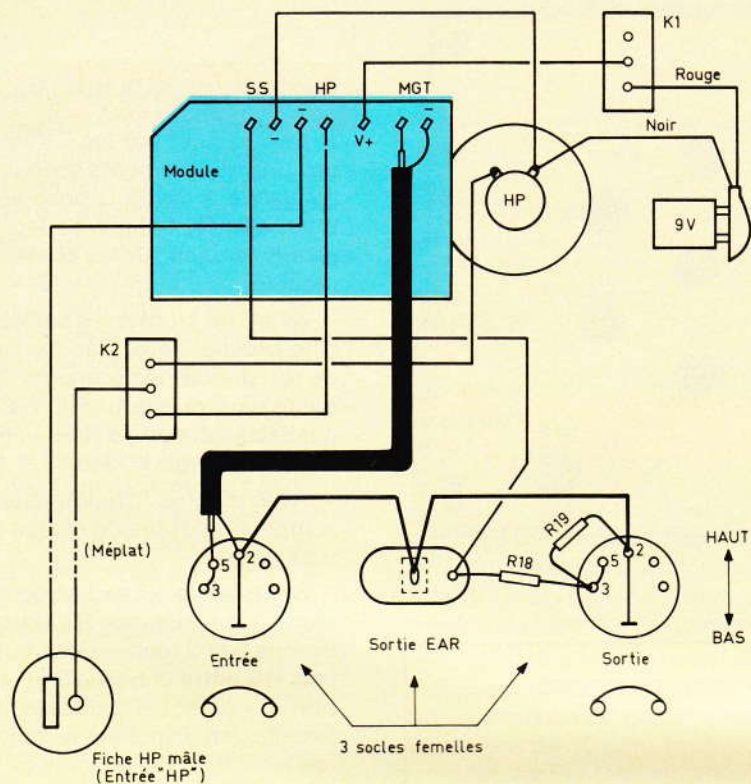 K1
SS HP MGT
- - -
V+
Rouge
Noir
Module
HP
9V
K2
(Méplat)
R19
R18
5 2
3
5 2
3
HAUT
BAS
Entrée
Sortie EAR
Sortie
3 socles femelles
Fiche HP mâle
(Entrée "HP")